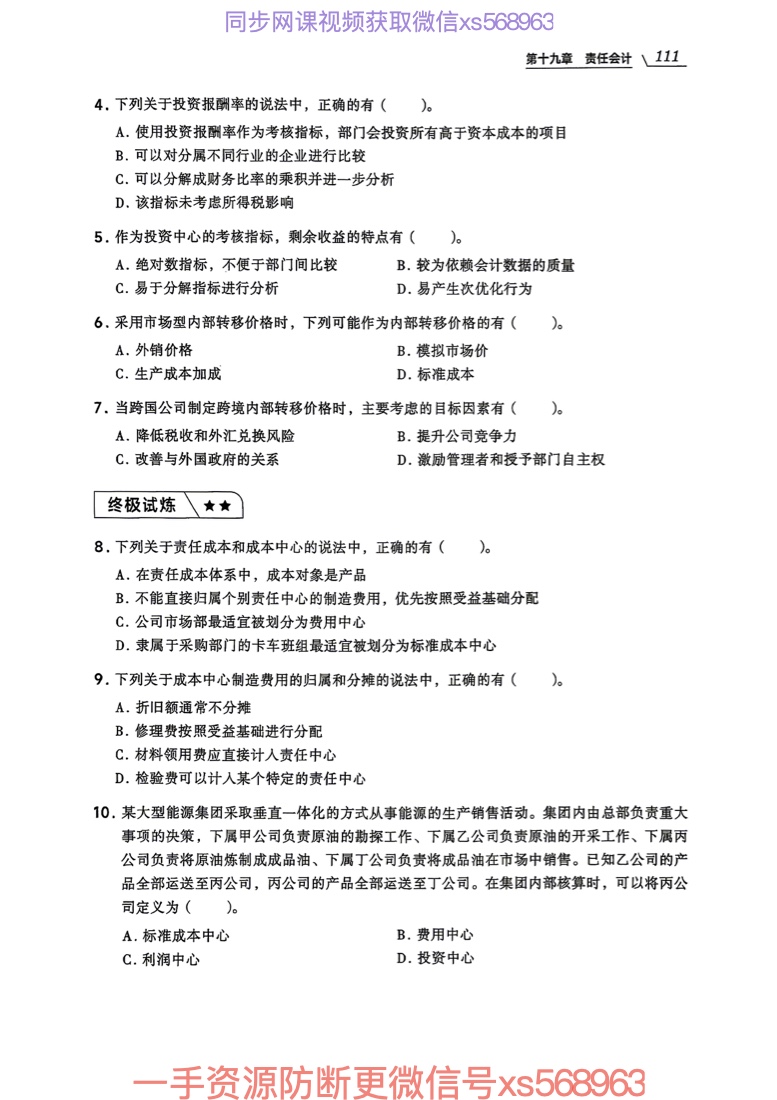 同步网课视频获取微信xs568963
第十九章 责任会计 111
4. 下列关于投资报酬率的说法中，正确的有（ ）。
A. 使用投资报酬率作为考核指标，部门会投资所有高于资本成本的项目
B. 可以对分属不同行业的企业进行比较
C. 可以分解成财务比率的乘积并进一步分析
D. 该指标未考虑所得税影响
5. 作为投资中心的考核指标，剩余收益的特点有（ ）。
A. 绝对数指标，不便于部门间比较 B. 较为依赖会计数据的质量
C. 易于分解指标进行分析 D. 易产生次优化行为
6. 采用市场型内部转移价格时，下列可能作为内部转移价格的有（ ）。
A. 外销价格 B. 模拟市场价
C. 生产成本加成 D. 标准成本
7. 当跨国公司制定跨境内部转移价格时，主要考虑的目标因素有（ ）。
A. 降低税收和外汇兑换风险 B. 提升公司竞争力
C. 改善与外国政府的关系 D. 激励管理者和授予部门自主权
终极试炼 ★★
8. 下列关于责任成本和成本中心的说法中，正确的有（ ）。
A. 在责任成本体系中，成本对象是产品
B. 不能直接归属个别责任中心的制造费用，优先按照受益基础分配
C. 公司市场部最适宜被划分为费用中心
D. 隶属于采购部门的卡车班组最适宜被划分为标准成本中心
9. 下列关于成本中心制造费用的归属和分摊的说法中，正确的有（ ）。
A. 折旧额通常不分摊
B. 修理费按照受益基础进行分配
C. 材料领用费应直接计人责任中心
D. 检验费可以计人某个特定的责任中心
10. 某大型能源集团采取垂直一体化的方式从事能源的生产销售活动。集团内由总部负责重大
事项的决策，下属甲公司负责原油的勘探工作、下属乙公司负责原油的开采工作、下属丙
公司负责将原油炼制成成品油、下属丁公司负责将成品油在市场中销售。已知乙公司的产
品全部运送至丙公司，丙公司的产品全部运送至丁公司。在集团内部核算时，可以将丙公
司定义为（ ）。
A. 标准成本中心 B. 费用中心
C. 利润中心 D. 投资中心
一手资源防断更微信号xs568963